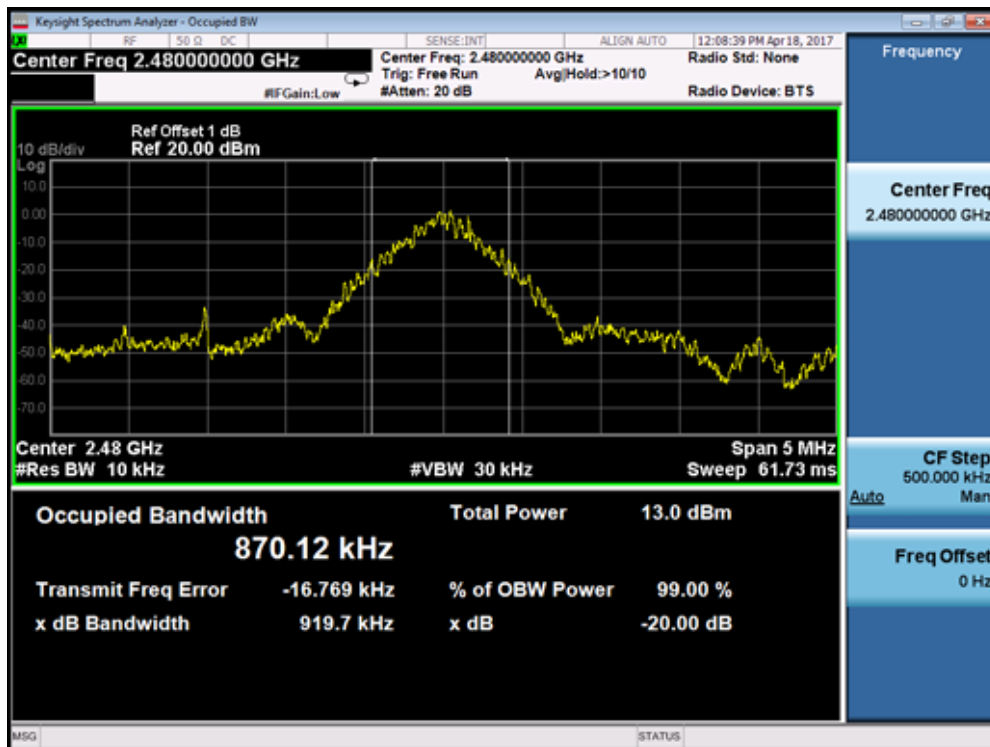 Keysight Spectrum Analyzer - Occupied BW
RF 50 Ω DC SENSE:INT ALIGN AUTO 12:08:39 PM Apr 18, 2017
Center Freq 2.480000000 GHz
Center Freq: 2.480000000 GHz
Radio Std: None
Trig: Free Run Avg|Hold:>10/10
#IFGain:Low
#Atten: 20 dB
Radio Device: BTS
Ref Offset 1 dB
10 dB/div Ref 20.00 dBm
Log
10.0
0.00
-10.0
-20.0
-30.0
-40.0
-50.0
-60.0
-70.0
Center 2.48 GHz Span 5 MHz
#Res BW 10 kHz #VBW 30 kHz Sweep 61.73 ms
Occupied Bandwidth Total Power 13.0 dBm
870.12 kHz
Transmit Freq Error -16.769 kHz % of OBW Power 99.00 %
x dB Bandwidth 919.7 kHz x dB -20.00 dB
Frequency
Center Freq
2.480000000 GHz
CF Step
500.000 kHz
Auto Man
Freq Offset
0 Hz
MSG STATUS